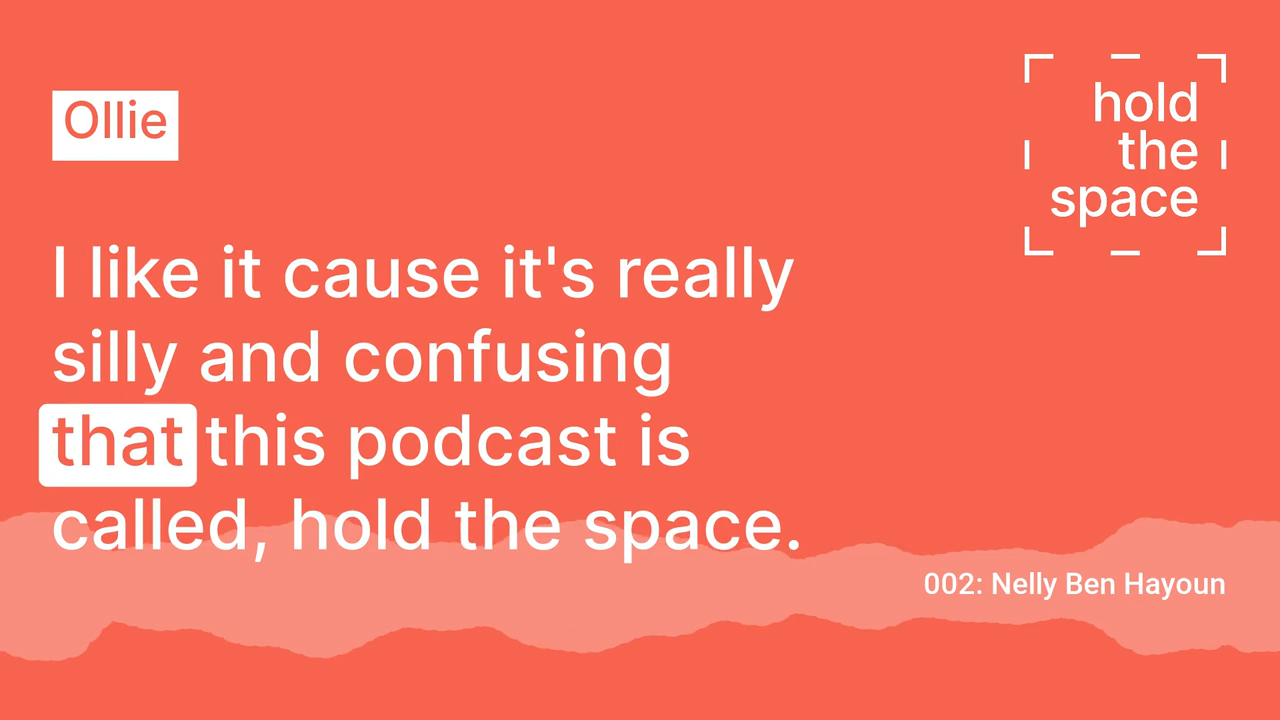 Ollie
hold
the
space
I like it cause it's really
silly and confusing
that this podcast is
called, hold the space.
002: Nelly Ben Hayoun